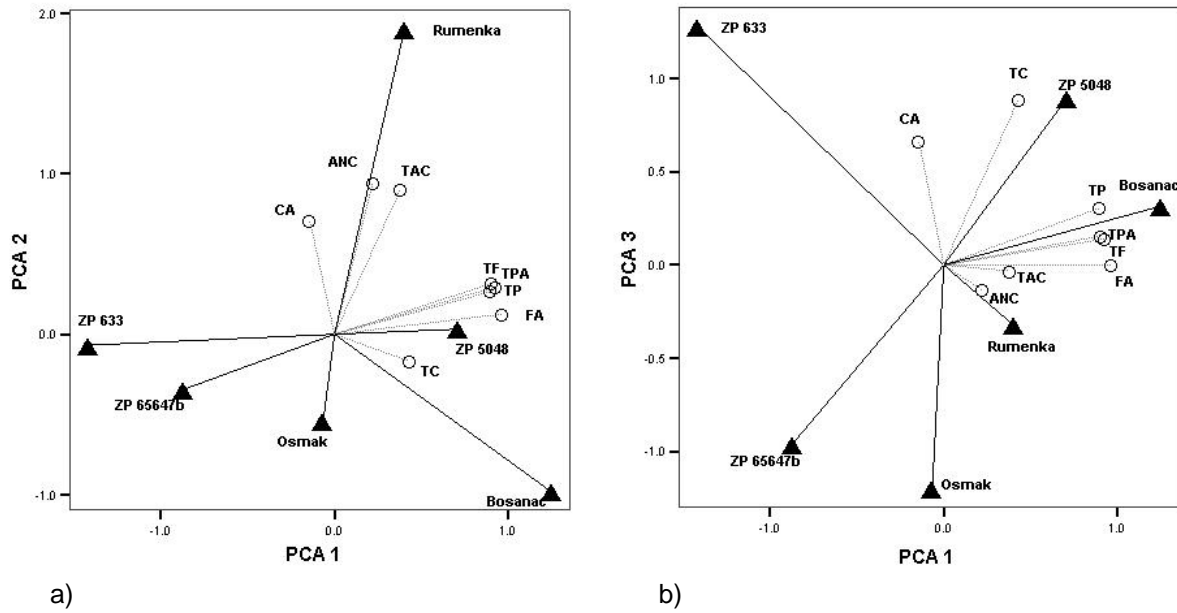 2.0
1.0
0.0
-1.0
PCA 2
Rumenka
ANC
TAC
CA
TF
TPA
TP
FA
ZP 633
ZP 5048
TC
ZP 65647b
Osmak
Bosanac
-1.0
0.0
1.0
PCA 1
a)
1.0
0.5
0.0
-0.5
-1.0
PCA 3
ZP 633
TC
ZP 5048
CA
Bosanac
TP
TPA
TF
TAC
FA
ANC
Rumenka
ZP 65647b
Osmak
-1.0
0.0
1.0
PCA 1
b)